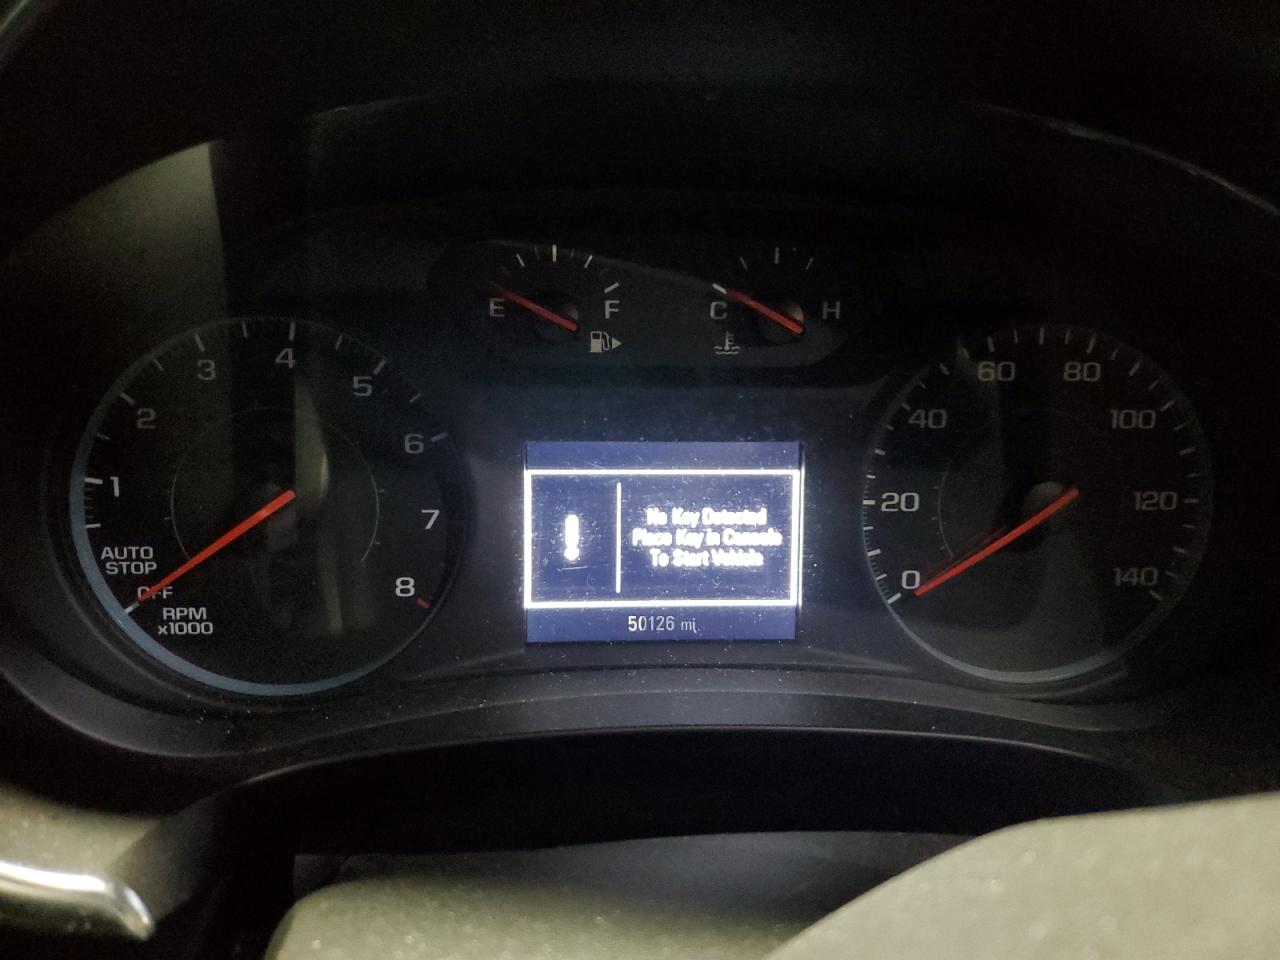 E
F
C
H
1
2
3
4
5
6
7
8
AUTO
STOP
OFF
RPM
x1000
No Key Detected
Place Key In Console
To Start Vehicle
50126 mi
0
20
40
60
80
100
120
140